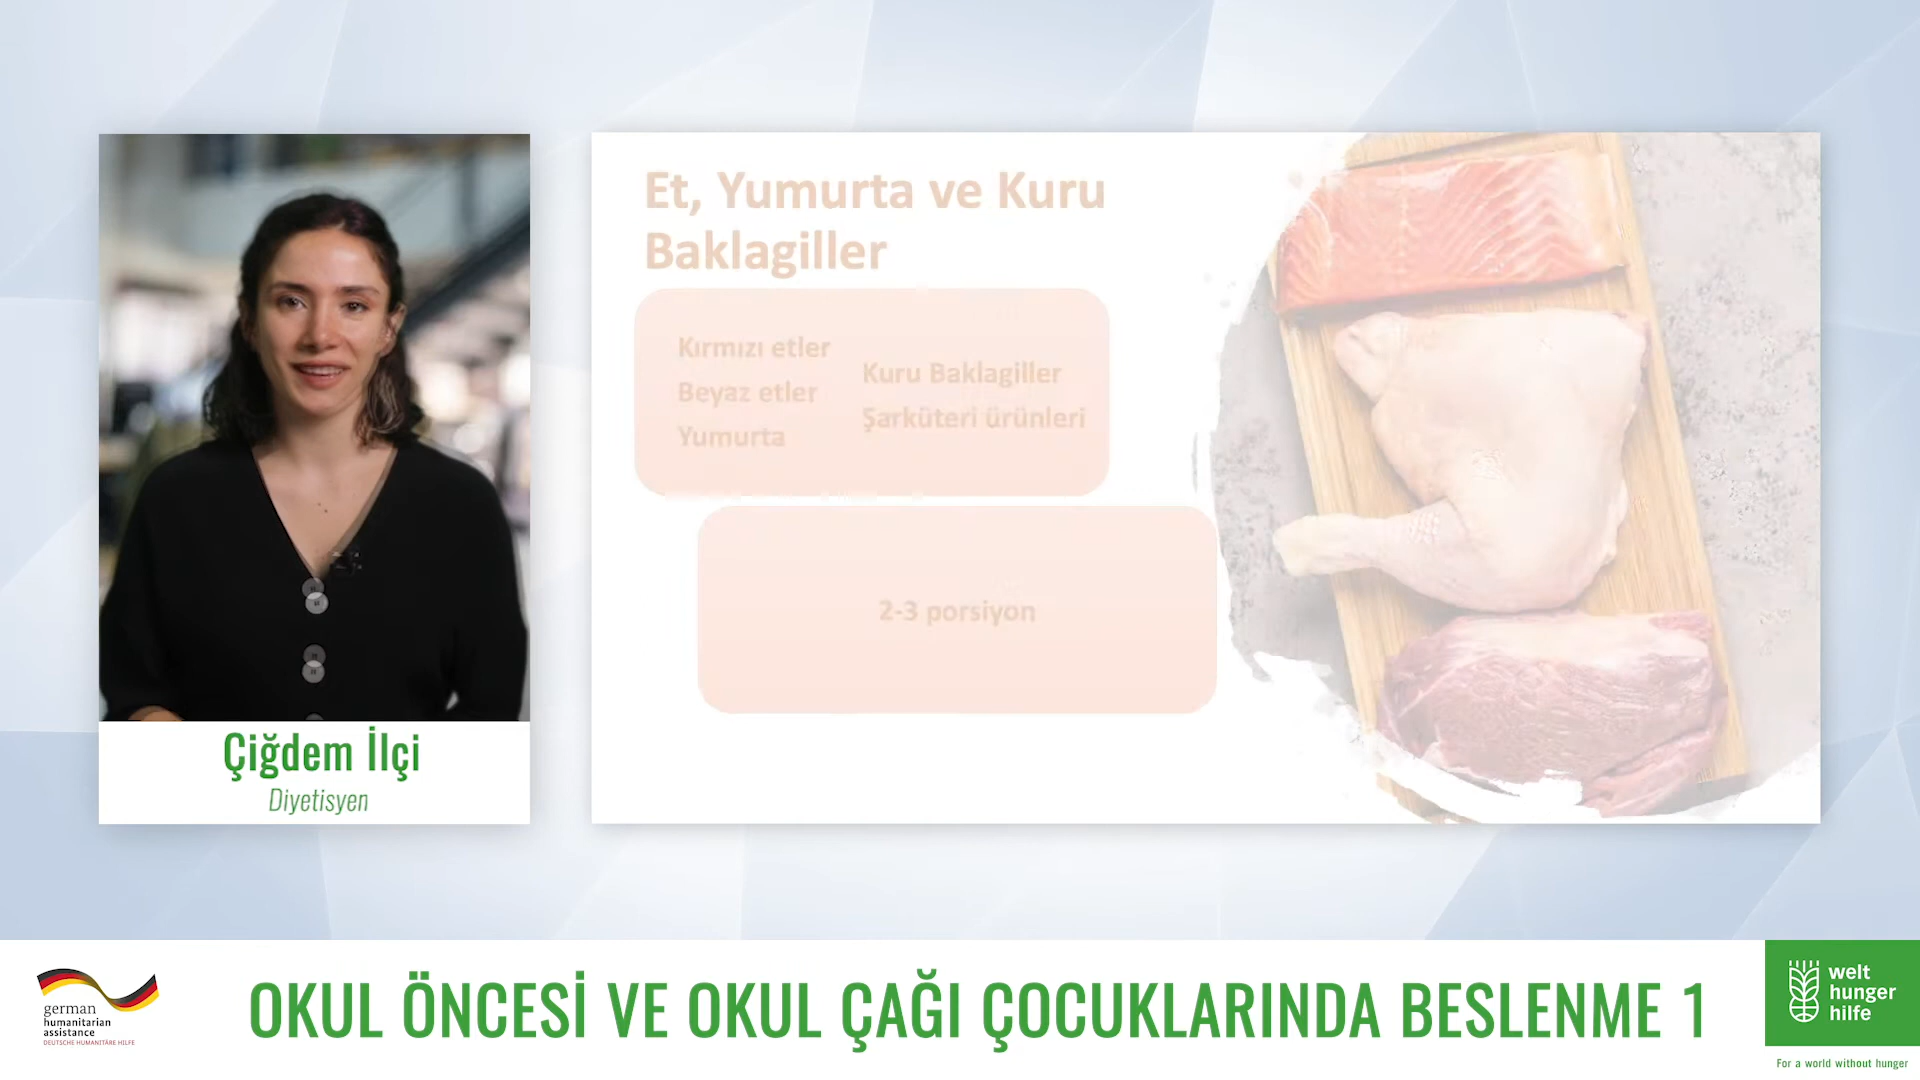 Et, Yumurta ve Kuru
Baklagiller
Kırmızı etler
Beyaz etler
Yumurta
Kuru Baklagiller
Şarküteri ürünleri
2-3 porsiyon
Çiğdem İlçi
Diyetisyen
german
humanitarian
assistance
DEUTSCHE HUMANITÄRE HILFE
OKUL ÖNCESİ VE OKUL ÇAĞI ÇOCUKLARINDA BESLENME 1
welt
hunger
hilfe
For a world without hunger